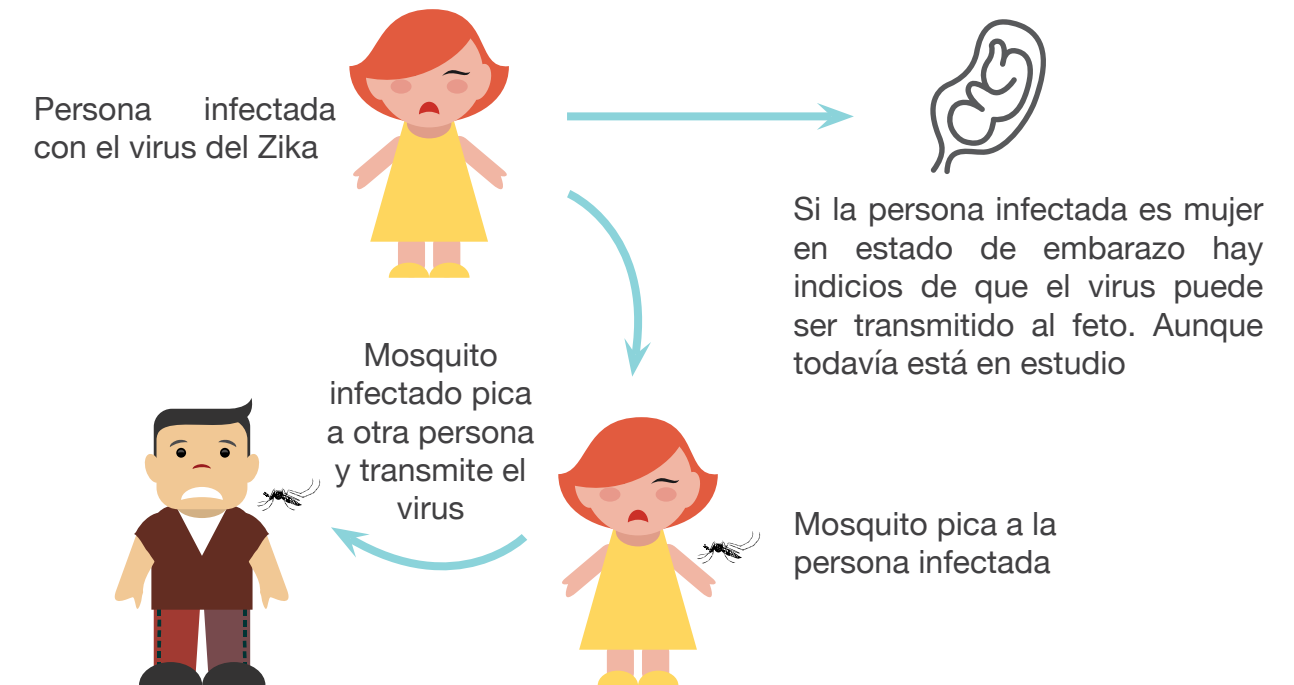 Persona infectada
con el virus del Zika
Si la persona infectada es mujer
en estado de embarazo hay
indicios de que el virus puede
ser transmitido al feto. Aunque
todavía está en estudio
Mosquito
infectado pica
a otra persona
y transmite el
virus
Mosquito pica a la
persona infectada